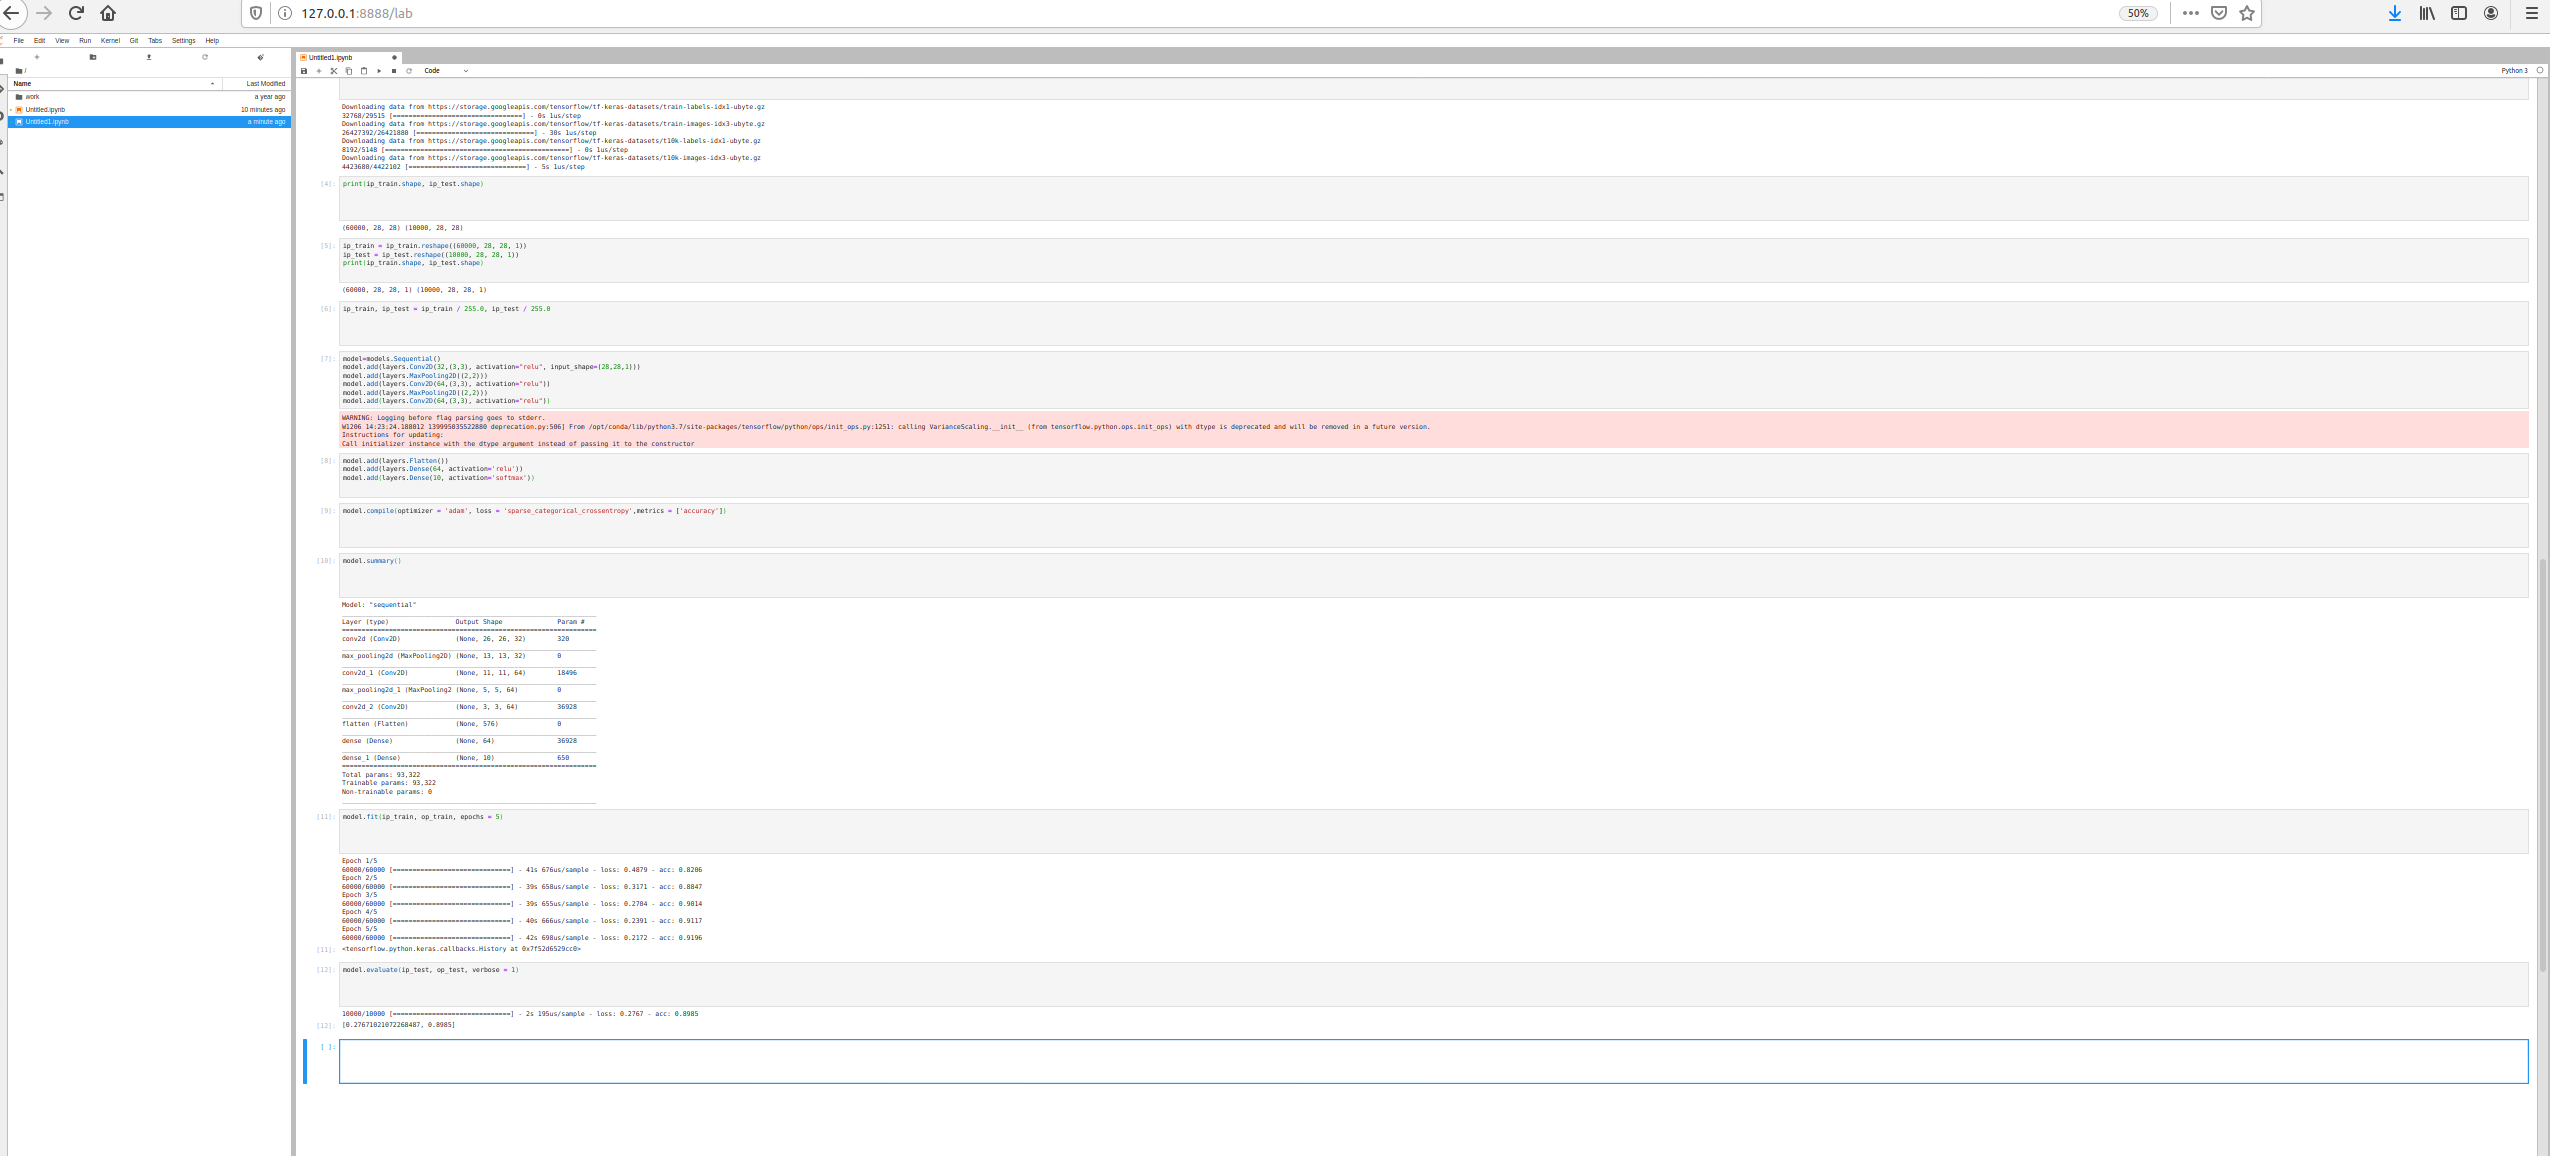 127.0.0.1:8888/lab
50%
File Edit View Run Kernel Git Tabs Settings Help
/
Name Last Modified
work a year ago
Untitled.ipynb 10 minutes ago
Untitled1.ipynb a minute ago
Untitled1.ipynb
Code
Python 3
Downloading data from https://storage.googleapis.com/tensorflow/tf-keras-datasets/train-labels-idx1-ubyte.gz
32768/29515 [================================] - 0s 1us/step
Downloading data from https://storage.googleapis.com/tensorflow/tf-keras-datasets/train-images-idx3-ubyte.gz
26427392/26421880 [==============================] - 30s 1us/step
Downloading data from https://storage.googleapis.com/tensorflow/tf-keras-datasets/t10k-labels-idx1-ubyte.gz
8192/5148 [===============================================] - 0s 1us/step
Downloading data from https://storage.googleapis.com/tensorflow/tf-keras-datasets/t10k-images-idx3-ubyte.gz
4423680/4422102 [==============================] - 5s 1us/step
[4]: print(ip_train.shape, ip_test.shape)
(60000, 28, 28) (10000, 28, 28)
[5]: ip_train = ip_train.reshape((60000, 28, 28, 1))
ip_test = ip_test.reshape((10000, 28, 28, 1))
print(ip_train.shape, ip_test.shape)
(60000, 28, 28, 1) (10000, 28, 28, 1)
[6]: ip_train, ip_test = ip_train / 255.0, ip_test / 255.0
[7]: model=models.Sequential()
model.add(layers.Conv2D(32,(3,3), activation="relu", input_shape=(28,28,1)))
model.add(layers.MaxPooling2D((2,2)))
model.add(layers.Conv2D(64,(3,3), activation="relu"))
model.add(layers.MaxPooling2D((2,2)))
model.add(layers.Conv2D(64,(3,3), activation="relu"))
WARNING: Logging before flag parsing goes to stderr.
W1206 14:23:24.188012 139995035522880 deprecation.py:506] From /opt/conda/lib/python3.7/site-packages/tensorflow/python/ops/init_ops.py:1251: calling VarianceScaling.__init__ (from tensorflow.python.ops.init_ops) with dtype is deprecated and will be removed in a future version.
Instructions for updating:
Call initializer instance with the dtype argument instead of passing it to the constructor
[8]: model.add(layers.Flatten())
model.add(layers.Dense(64, activation='relu'))
model.add(layers.Dense(10, activation='softmax'))
[9]: model.compile(optimizer = 'adam', loss = 'sparse_categorical_crossentropy',metrics = ['accuracy'])
[10]: model.summary()
Model: "sequential"
Layer (type) Output Shape Param #
=================================================================
conv2d (Conv2D) (None, 26, 26, 32) 320
max_pooling2d (MaxPooling2D) (None, 13, 13, 32) 0
conv2d_1 (Conv2D) (None, 11, 11, 64) 18496
max_pooling2d_1 (MaxPooling2 (None, 5, 5, 64) 0
conv2d_2 (Conv2D) (None, 3, 3, 64) 36928
flatten (Flatten) (None, 576) 0
dense (Dense) (None, 64) 36928
dense_1 (Dense) (None, 10) 650
=================================================================
Total params: 93,322
Trainable params: 93,322
Non-trainable params: 0
[11]: model.fit(ip_train, op_train, epochs = 5)
Epoch 1/5
60000/60000 [==============================] - 41s 676us/sample - loss: 0.4879 - acc: 0.8206
Epoch 2/5
60000/60000 [==============================] - 39s 658us/sample - loss: 0.3171 - acc: 0.8847
Epoch 3/5
60000/60000 [==============================] - 39s 655us/sample - loss: 0.2704 - acc: 0.9014
Epoch 4/5
60000/60000 [==============================] - 40s 666us/sample - loss: 0.2391 - acc: 0.9117
Epoch 5/5
60000/60000 [==============================] - 42s 698us/sample - loss: 0.2172 - acc: 0.9196
[11]: <tensorflow.python.keras.callbacks.History at 0x7f52d6529cc0>
[12]: model.evaluate(ip_test, op_test, verbose = 1)
10000/10000 [==============================] - 2s 195us/sample - loss: 0.2767 - acc: 0.8985
[12]: [0.27671021072268487, 0.8985]
[ ]: